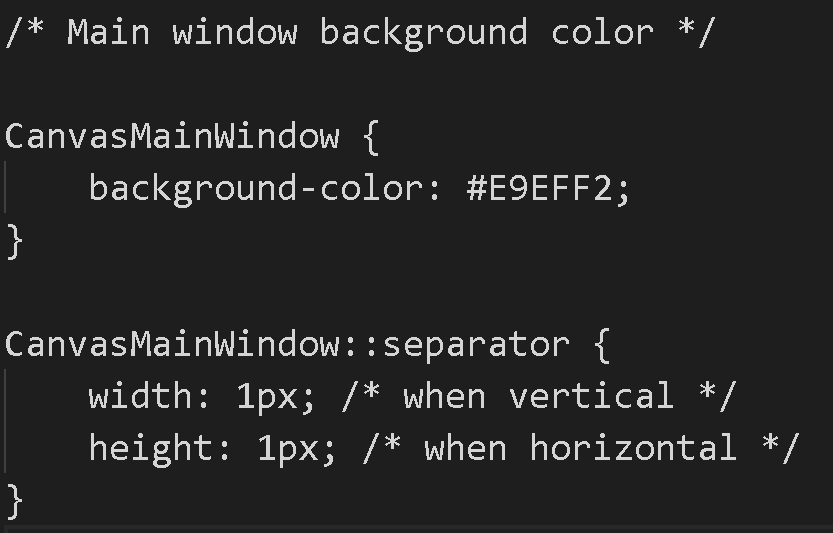 /* Main window background color */
CanvasMainWindow {
background-color: #E9EFF2;
}
CanvasMainWindow::separator {
width: 1px; /* when vertical */
height: 1px; /* when horizontal */
}